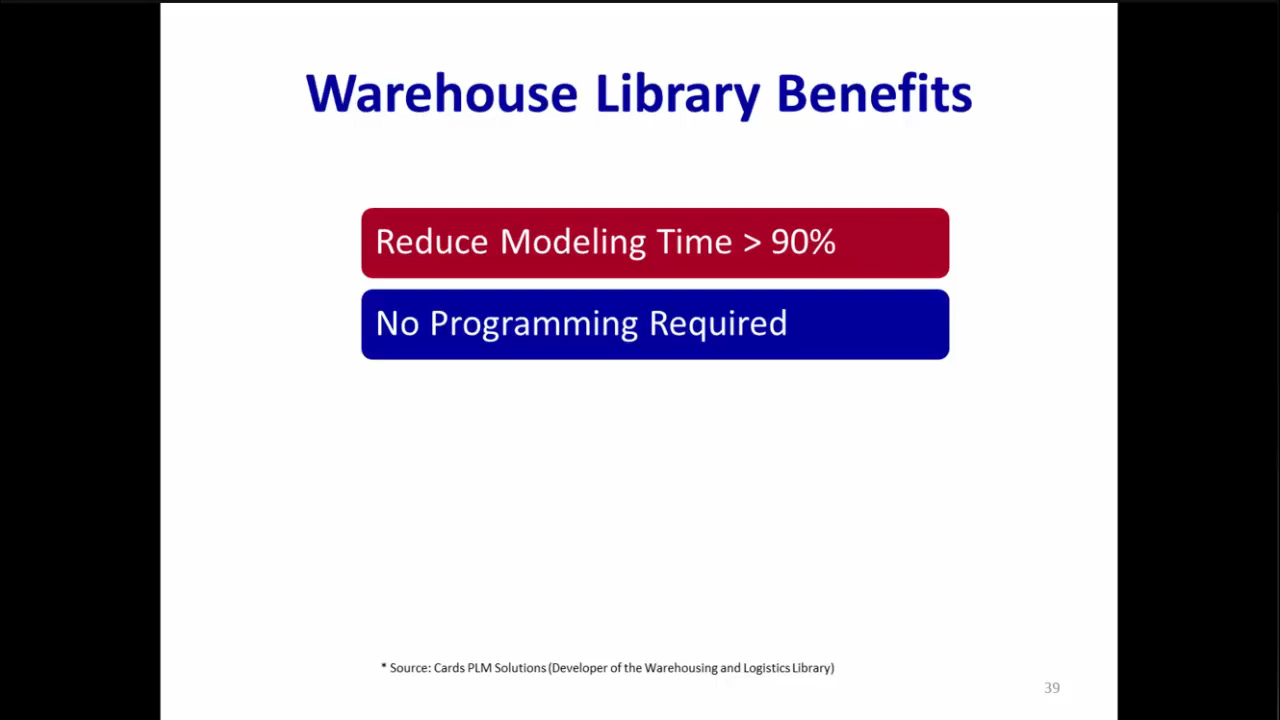 Warehouse Library Benefits
Reduce Modeling Time > 90%
No Programming Required
* Source: Cards PLM Solutions (Developer of the Warehousing and Logistics Library)
39